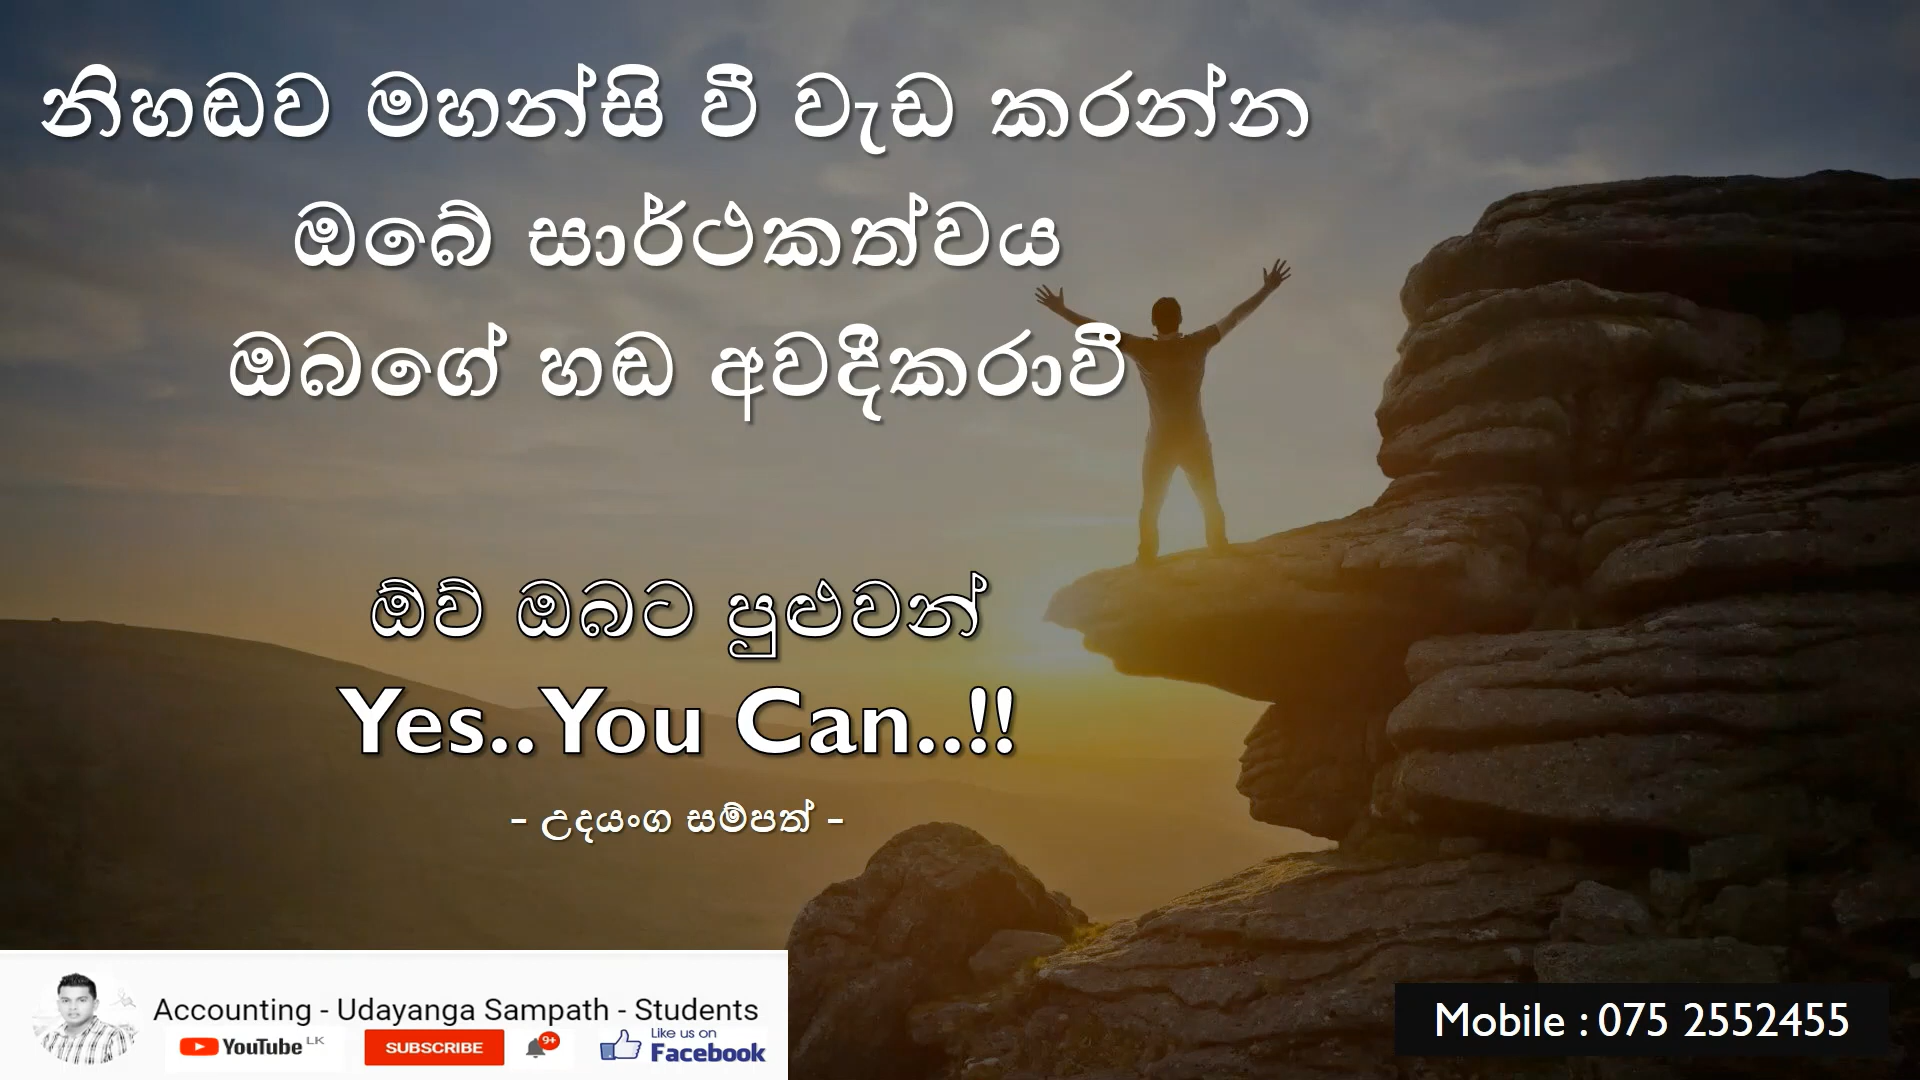 නිහඬව මහන්සි වී වැඩ කරන්න
ඔබේ සාර්ථකත්වය
ඔබගේ හඬ අවදීකරාවී
ඕව් ඔබට පුළුවන්
Yes..You Can..!!
- උදයංග සම්පත් -
Accounting - Udayanga Sampath - Students
YouTube LK
SUBSCRIBE
9+
Like us on
Facebook
Mobile : 075 2552455